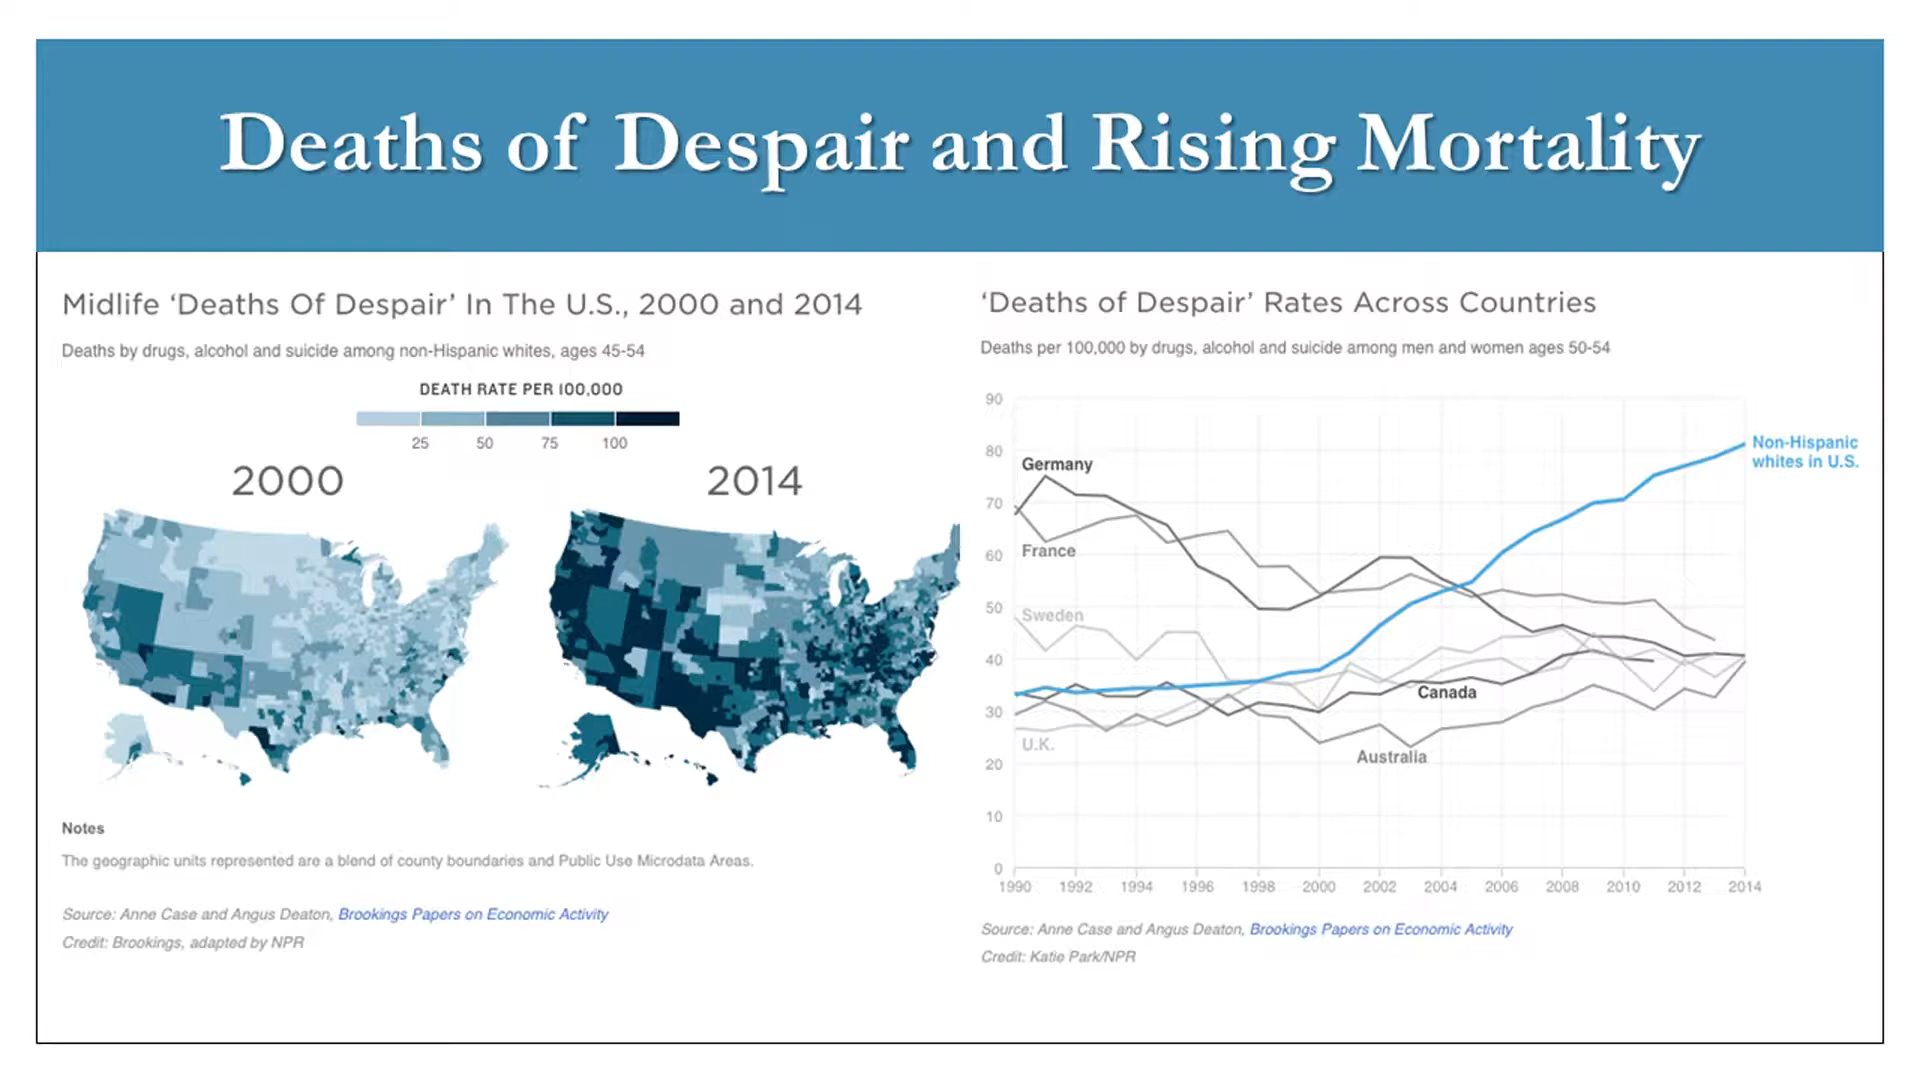 Deaths of Despair and Rising Mortality
Midlife ‘Deaths Of Despair’ In The U.S., 2000 and 2014
Deaths by drugs, alcohol and suicide among non-Hispanic whites, ages 45-54
DEATH RATE PER 100,000
25 50 75 100
2000 2014
Notes
The geographic units represented are a blend of county boundaries and Public Use Microdata Areas.
Source: Anne Case and Angus Deaton, Brookings Papers on Economic Activity
Credit: Brookings, adapted by NPR
‘Deaths of Despair’ Rates Across Countries
Deaths per 100,000 by drugs, alcohol and suicide among men and women ages 50-54
90
80
70
60
50
40
30
20
10
0
Non-Hispanic
whites in U.S.
Germany
France
Sweden
Canada
U.K.
Australia
1990 1992 1994 1996 1998 2000 2002 2004 2006 2008 2010 2012 2014
Source: Anne Case and Angus Deaton, Brookings Papers on Economic Activity
Credit: Katie Park/NPR